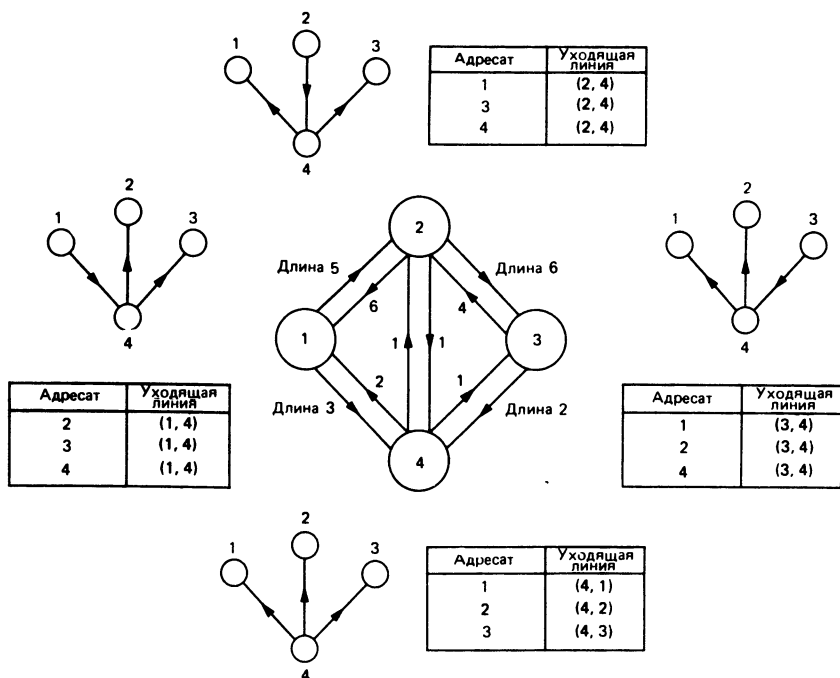 2
1
3
4
Адресат Уходящая линия
1 (2, 4)
3 (2, 4)
4 (2, 4)
2
1
3
4
Адресат Уходящая линия
2 (1, 4)
3 (1, 4)
4 (1, 4)
2
Длина 5
Длина 6
6
4
1
1
1
3
2
1
Длина 3
Длина 2
4
2
1
3
4
Адресат Уходящая линия
1 (3, 4)
2 (3, 4)
4 (3, 4)
2
1
3
4
Адресат Уходящая линия
1 (4, 1)
2 (4, 2)
3 (4, 3)